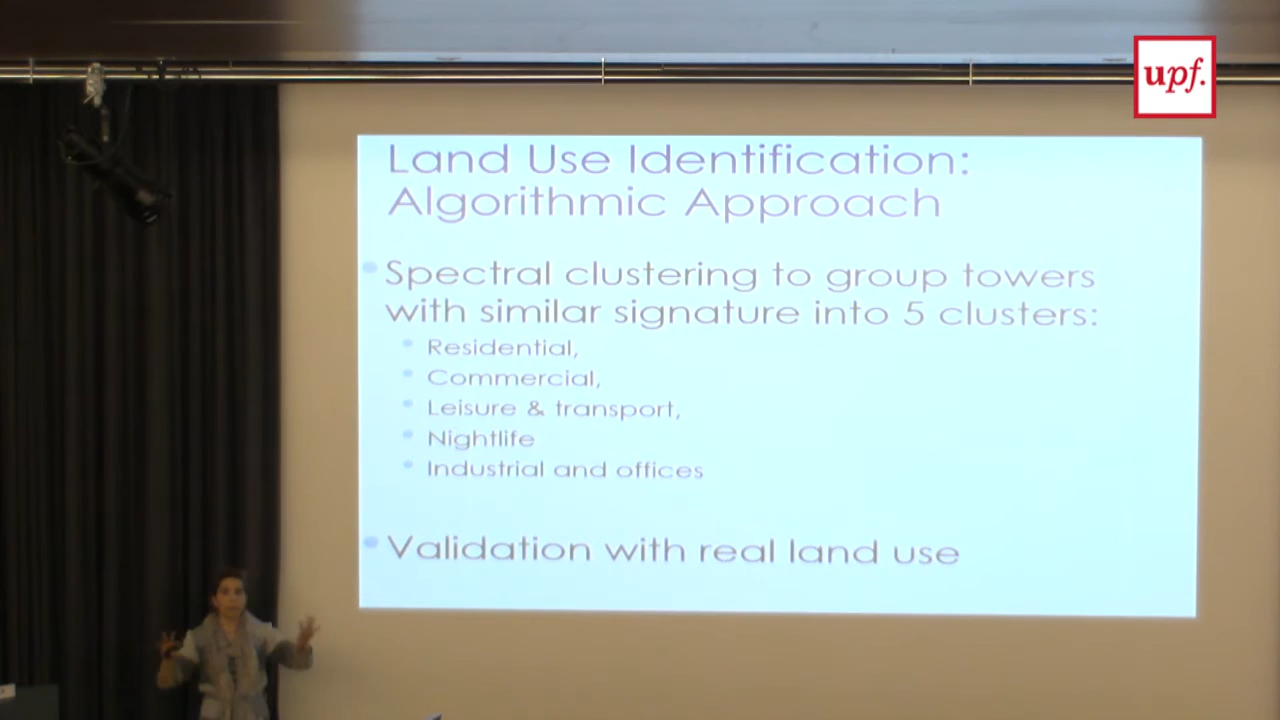 upf.
Land Use Identification:
Algorithmic Approach
Spectral clustering to group towers
with similar signature into 5 clusters:
Residential,
Commercial,
Leisure & transport,
Nightlife
Industrial and offices
Validation with real land use